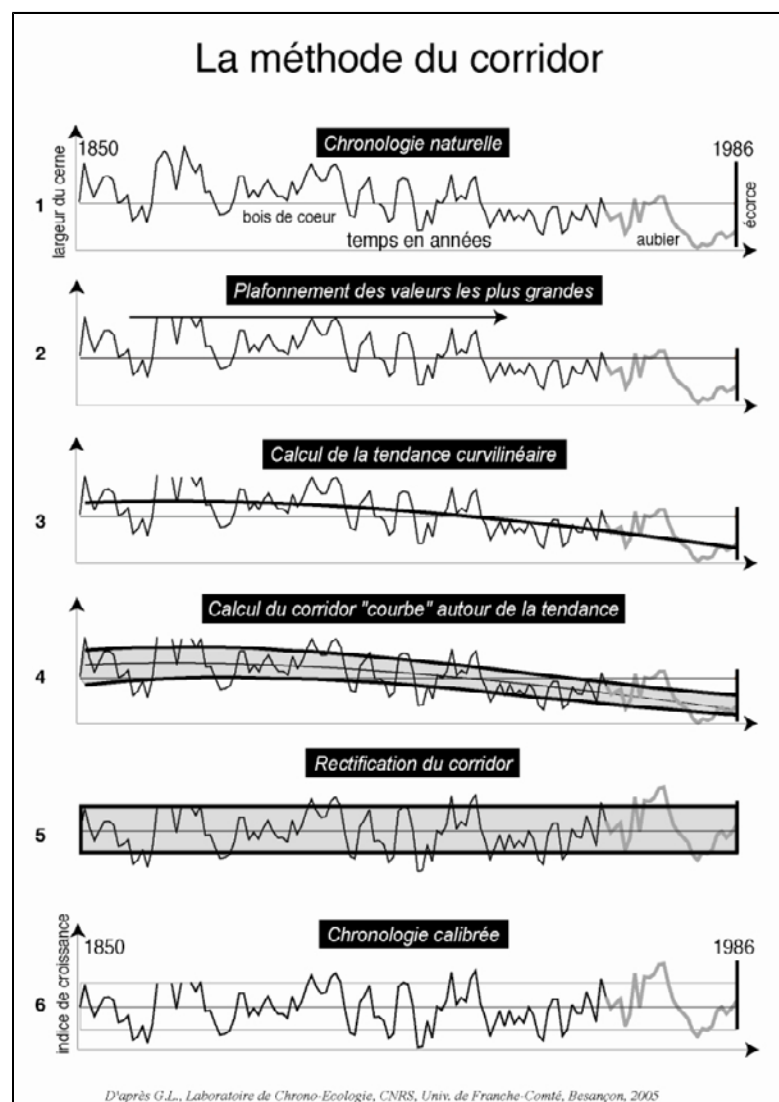 La méthode du corridor
1850
Chronologie naturelle
1986
largeur du cerne
1
bois de coeur
temps en années
aubier
écorce
Plafonnement des valeurs les plus grandes
2
Calcul de la tendance curvilinéaire
3
Calcul du corridor "courbe" autour de la tendance
4
Rectification du corridor
5
Chronologie calibrée
1850
1986
indice de croissance
6
D'après G.L., Laboratoire de Chrono-Ecologie, CNRS, Univ. de Franche-Comté, Besançon, 2005